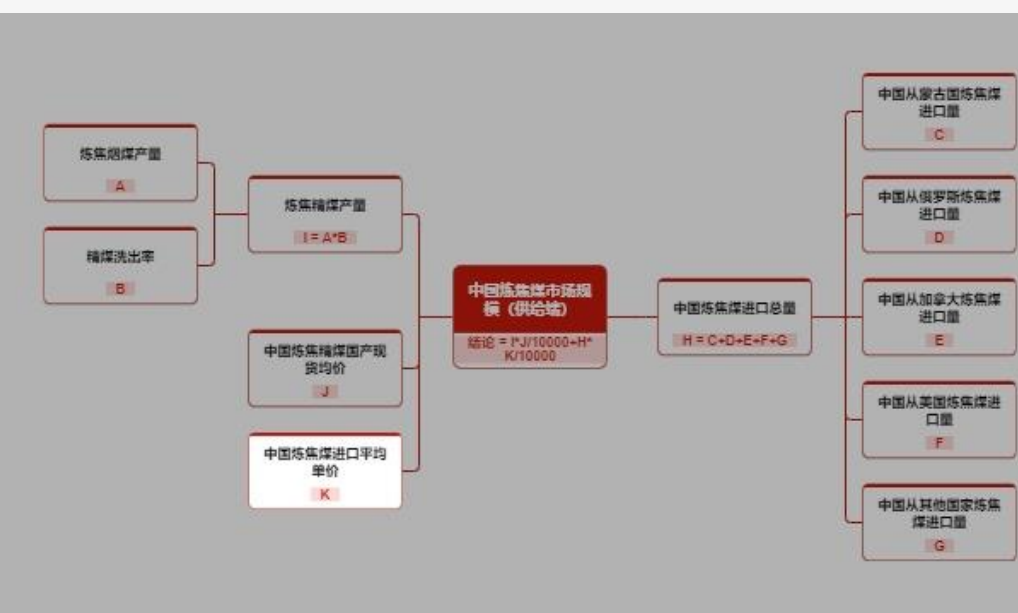 炼焦烟煤产量
A
精煤洗出率
B
炼焦精煤产量
I = A*B
中国炼焦精煤国产现
货均价
J
中国炼焦煤进口平均
单价
K
中国炼焦煤市场规
模（供给端）
结论 = I*J/10000+H*
K/10000
中国炼焦煤进口总量
H = C+D+E+F+G
中国从蒙古国炼焦煤
进口量
C
中国从俄罗斯炼焦煤
进口量
D
中国从加拿大炼焦煤
进口量
E
中国从美国炼焦煤进
口量
F
中国从其他国家炼焦
煤进口量
G